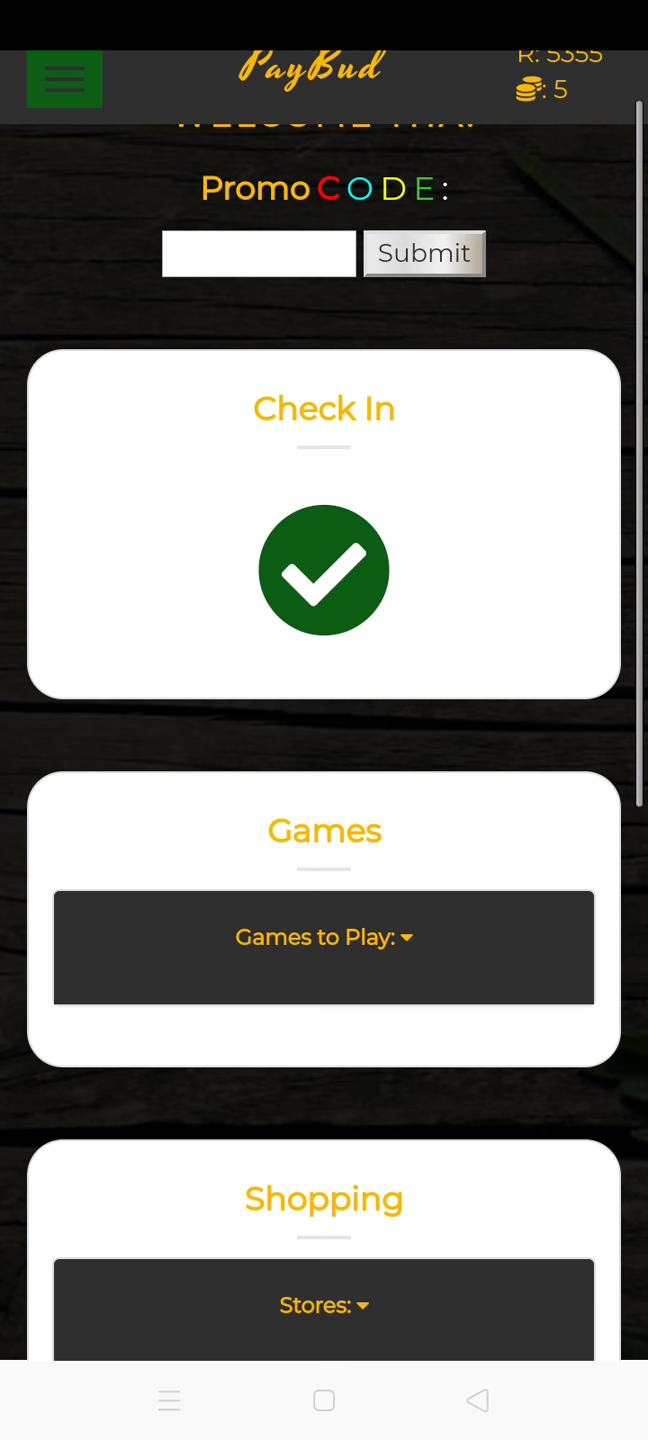 PayBud
R: 5355
: 5
Promo CODE:
Submit
Check In
Games
Games to Play:
Shopping
Stores: